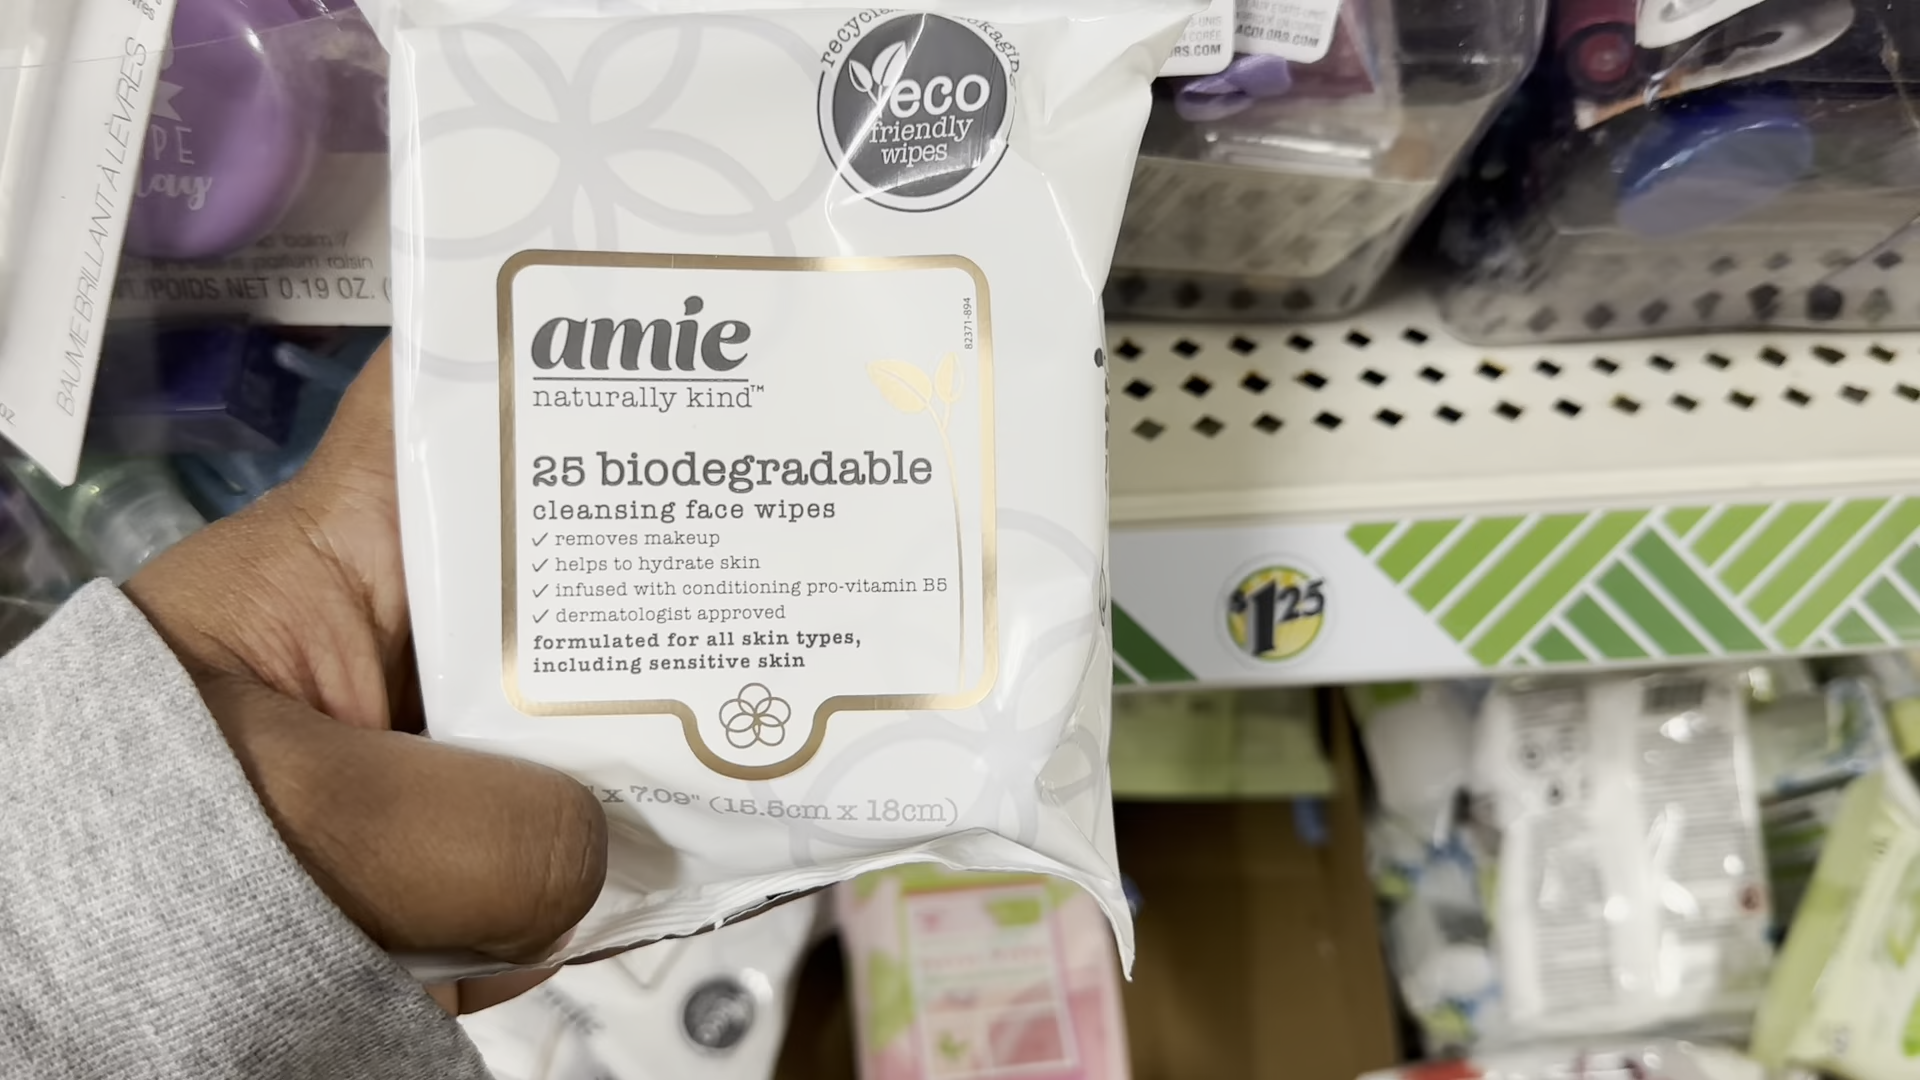 BAUME BRILLANT À LÈVRES
POIDS NET 0.19 OZ.
ACOLORS.COM
eco
friendly
wipes
amie
naturally kind™
82371-894
25 biodegradable
cleansing face wipes
✓ removes makeup
✓ helps to hydrate skin
✓ infused with conditioning pro-vitamin B5
✓ dermatologist approved
formulated for all skin types,
including sensitive skin
x 7.09" (15.5cm x 18cm)
$1.25